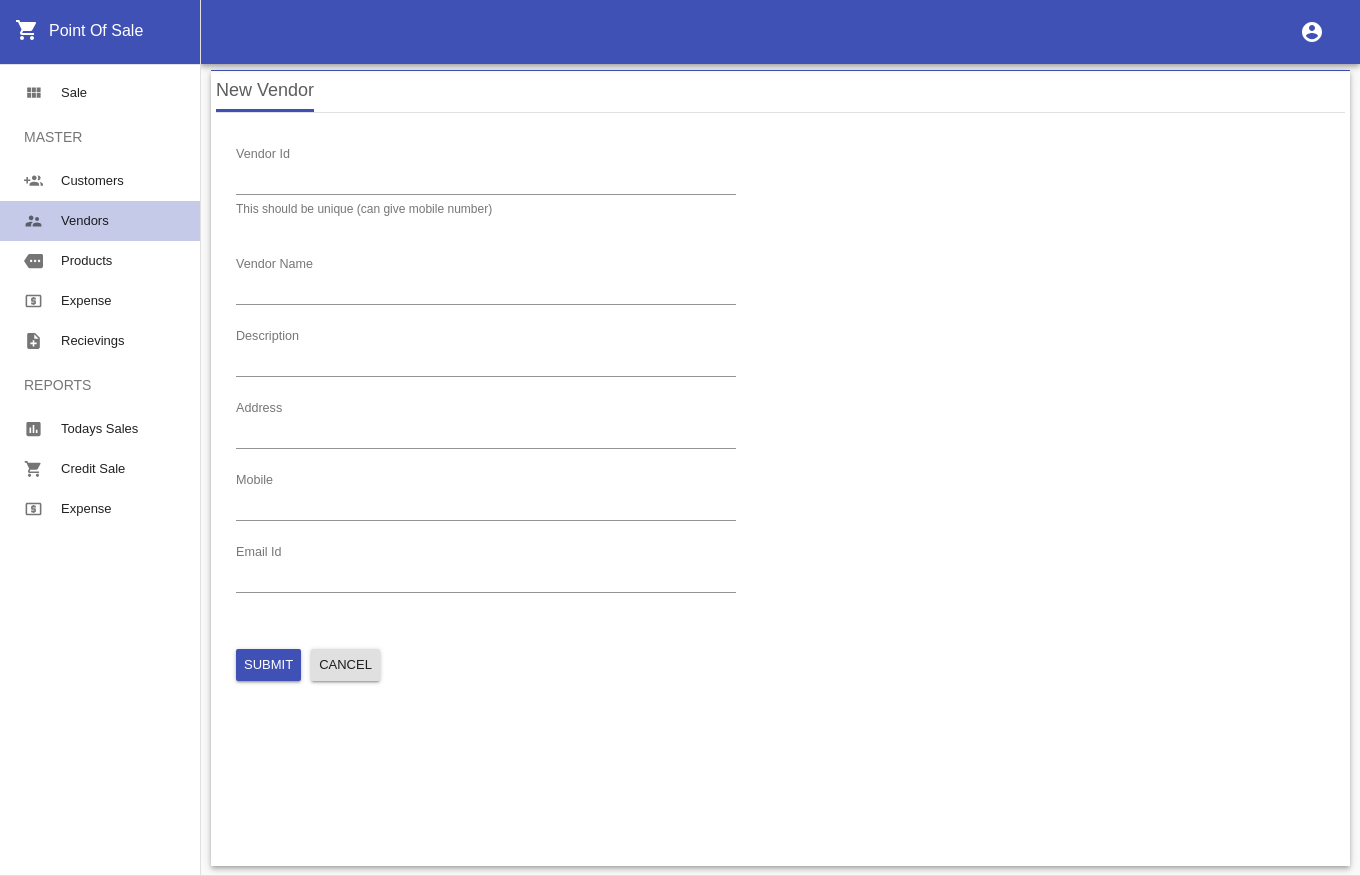 Point Of Sale
Sale
MASTER
Customers
Vendors
Products
Expense
Recievings
REPORTS
Todays Sales
Credit Sale
Expense
New Vendor
Vendor Id
This should be unique (can give mobile number)
Vendor Name
Description
Address
Mobile
Email Id
SUBMIT CANCEL